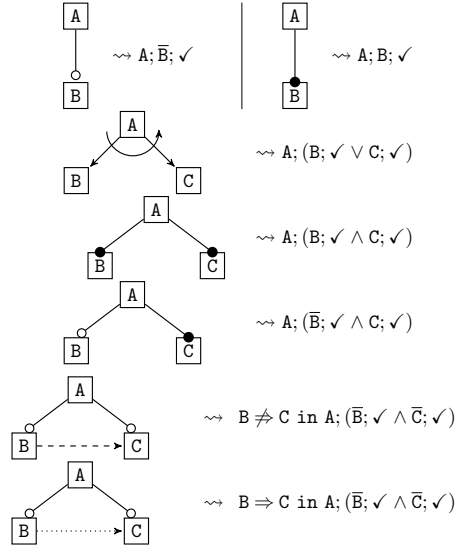 A A
⇝ A; B̅; ✓ ⇝ A; B; ✓
B B
A
⇝ A; (B; ✓ ∨ C; ✓)
B C
A
⇝ A; (B; ✓ ∧ C; ✓)
B C
A
⇝ A; (B̅; ✓ ∧ C; ✓)
B C
A
⇝ B ⇏ C in A; (B̅; ✓ ∧ C̅; ✓)
B C
A
⇝ B ⇒ C in A; (B̅; ✓ ∧ C̅; ✓)
B C